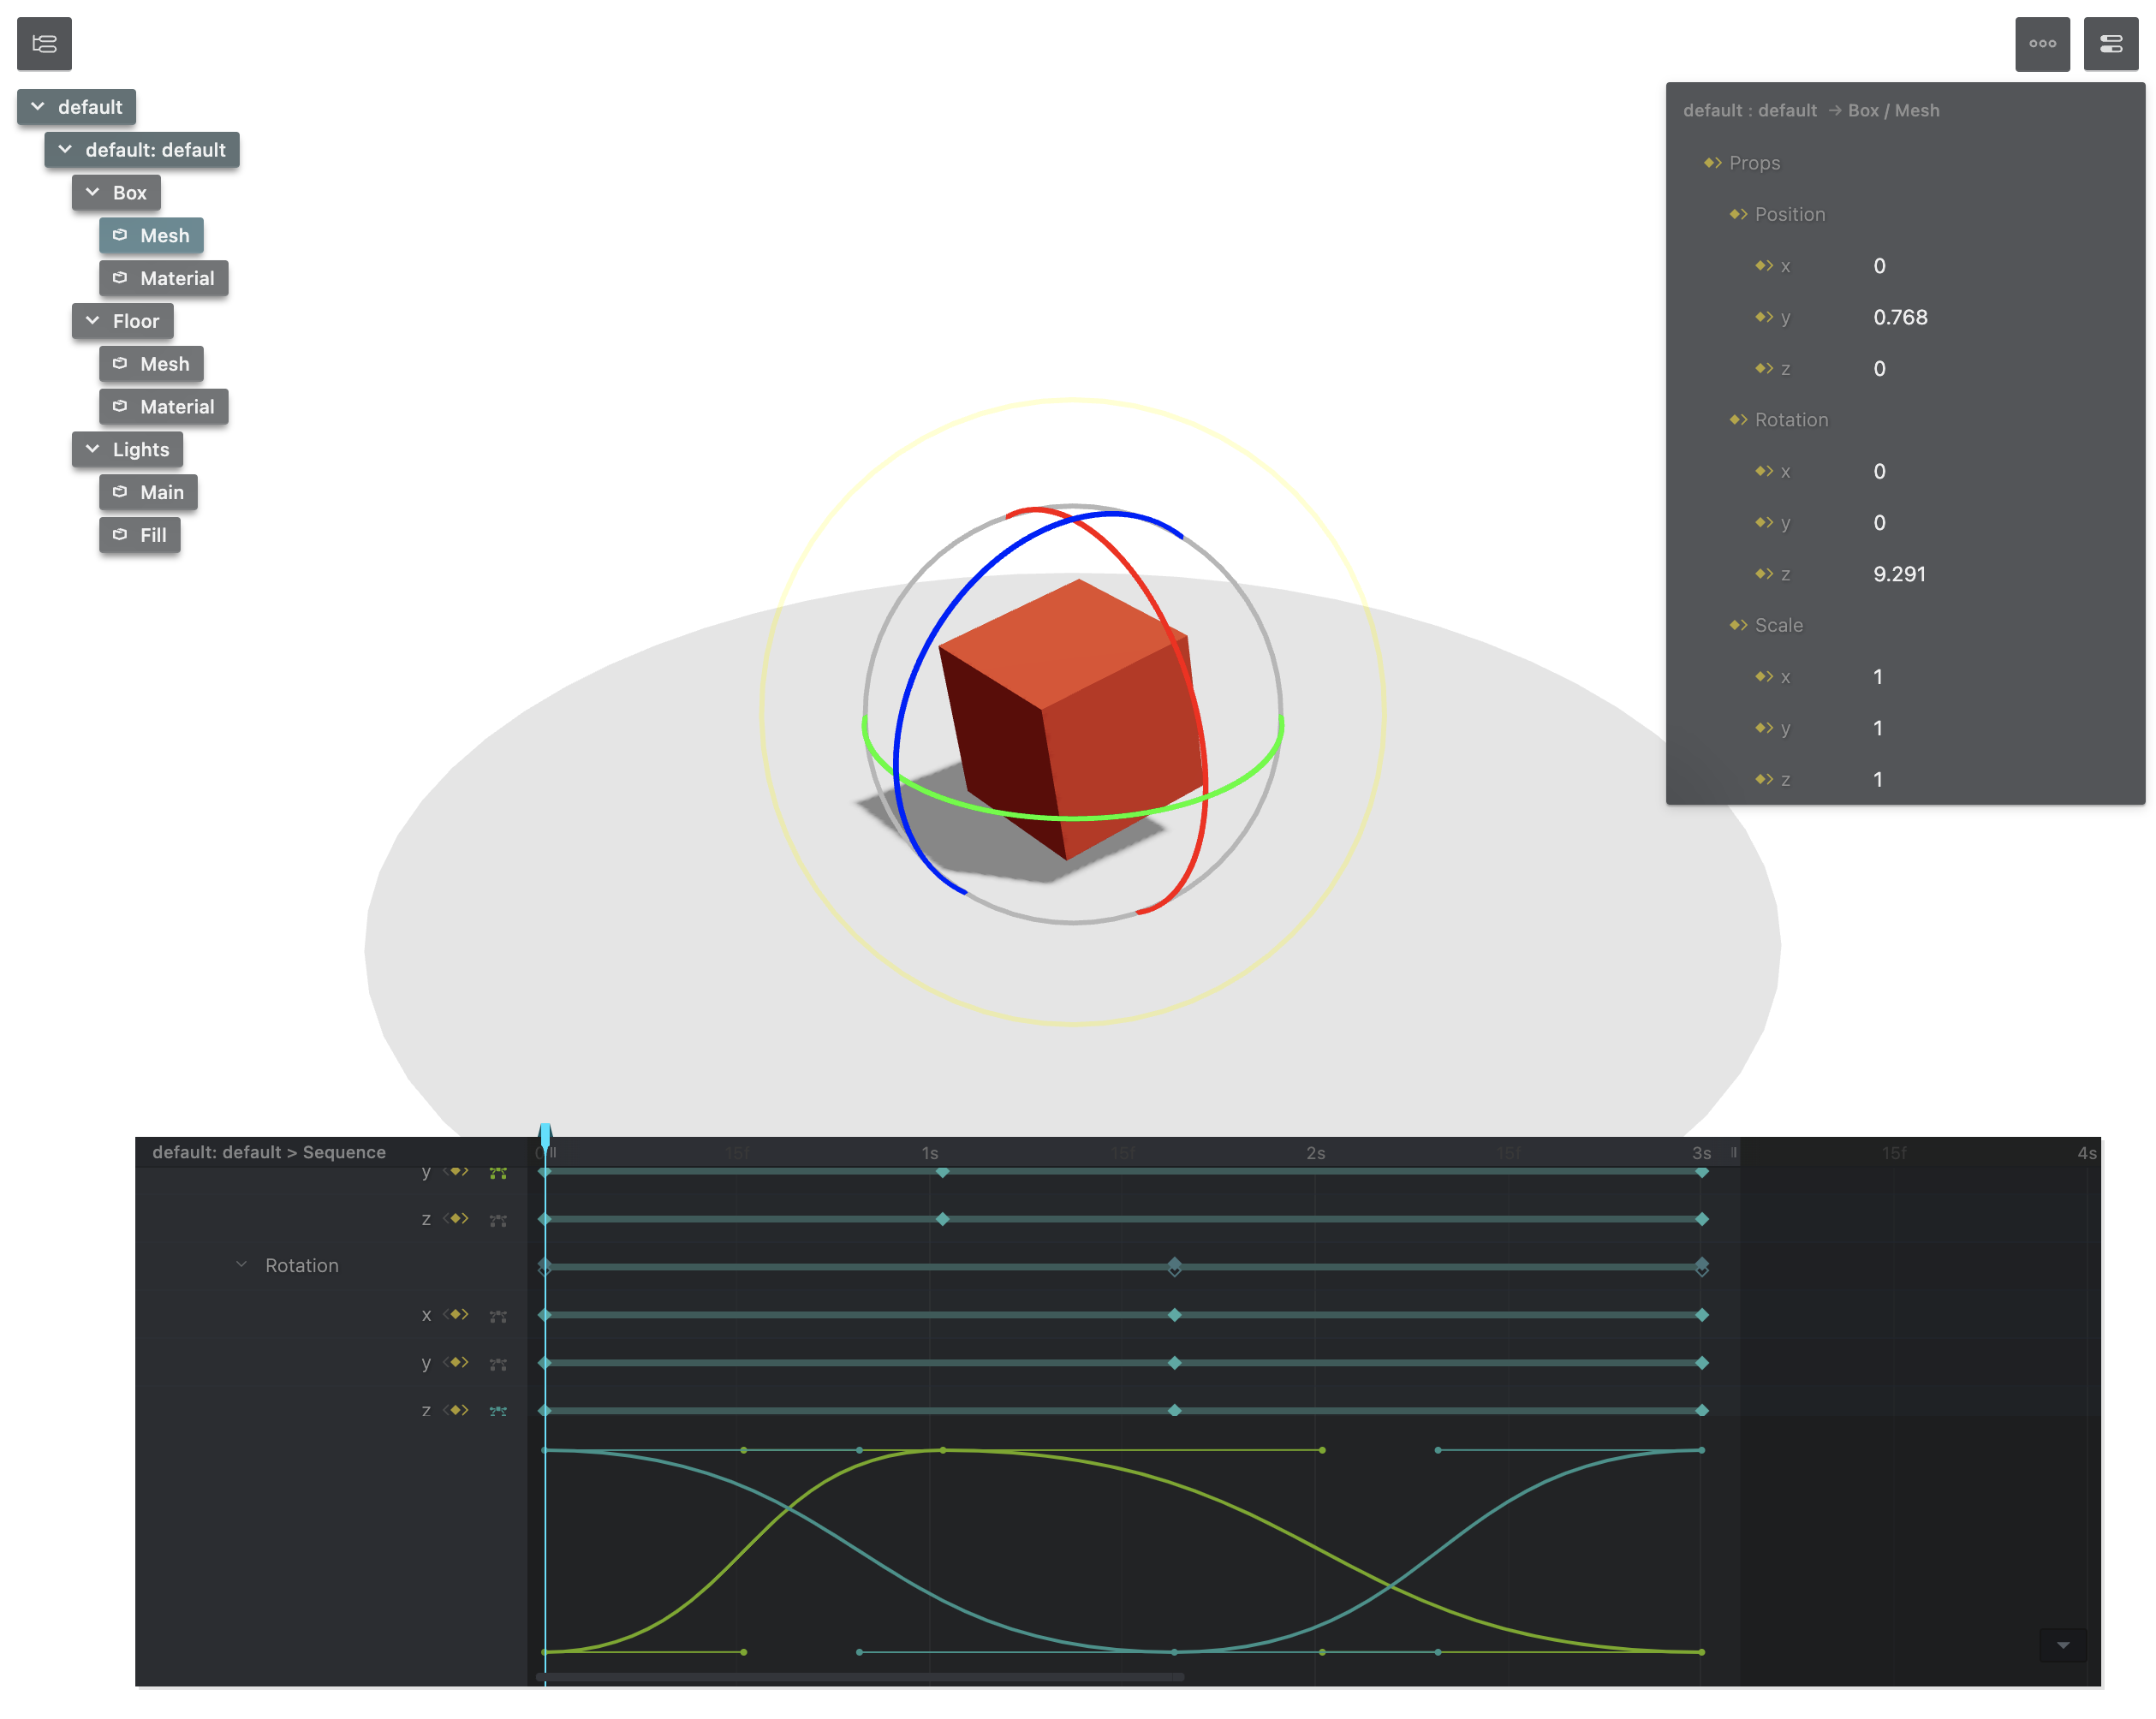 default
default: default
Box
Mesh
Material
Floor
Mesh
Material
Lights
Main
Fill
default : default → Box / Mesh
Props
Position
x 0
y 0.768
z 0
Rotation
x 0
y 0
z 9.291
Scale
x 1
y 1
z 1
default: default > Sequence
15f 1s 15f 2s 15f 3s 15f 4s
y
z
Rotation
x
y
z